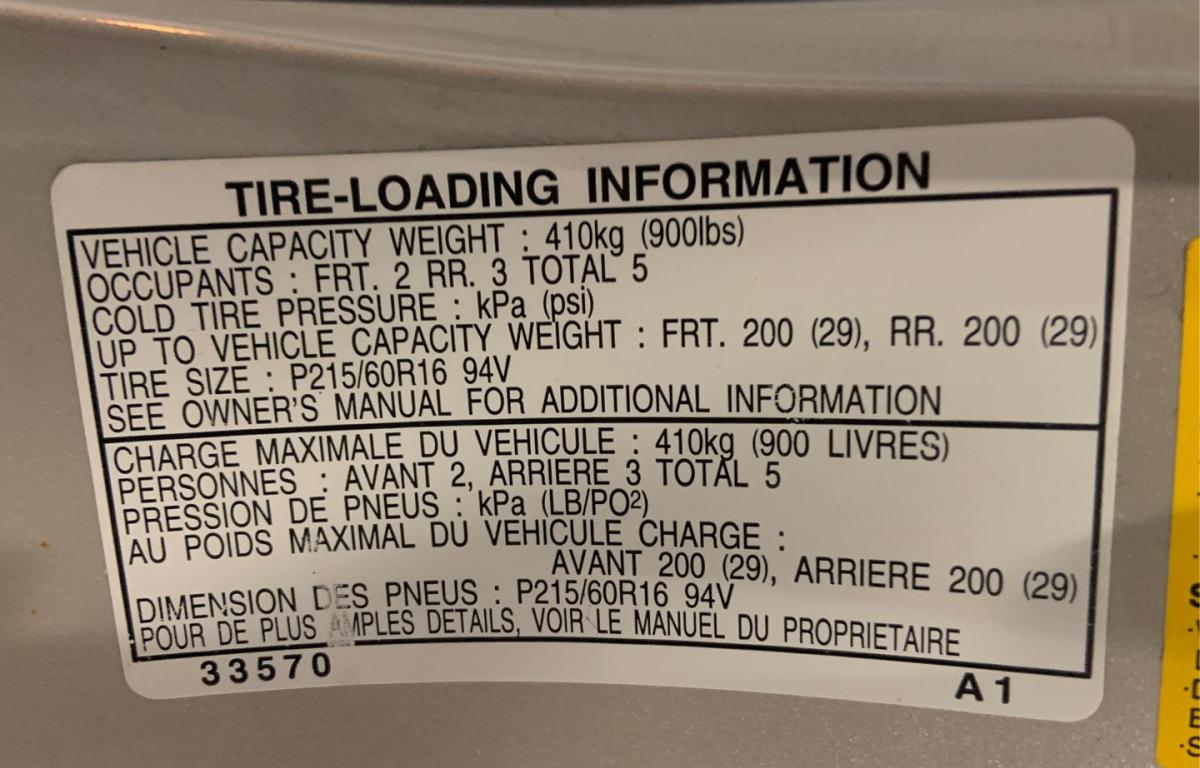 TIRE-LOADING INFORMATION
VEHICLE CAPACITY WEIGHT : 410kg (900lbs)
OCCUPANTS : FRT. 2 RR. 3 TOTAL 5
COLD TIRE PRESSURE : kPa (psi)
UP TO VEHICLE CAPACITY WEIGHT : FRT. 200 (29), RR. 200 (29)
TIRE SIZE : P215/60R16 94V
SEE OWNER'S MANUAL FOR ADDITIONAL INFORMATION
CHARGE MAXIMALE DU VEHICULE : 410kg (900 LIVRES)
PERSONNES : AVANT 2, ARRIERE 3 TOTAL 5
PRESSION DE PNEUS : kPa (LB/PO²)
AU POIDS MAXIMAL DU VEHICULE CHARGE :
AVANT 200 (29), ARRIERE 200 (29)
DIMENSION DES PNEUS : P215/60R16 94V
POUR DE PLUS AMPLES DETAILS, VOIR LE MANUEL DU PROPRIETAIRE
33570
A1